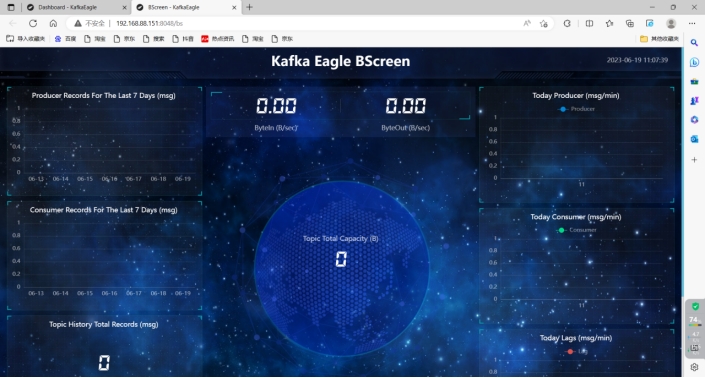 Dashboard - KafkaEagle
BScreen - KafkaEagle
不安全 | 192.168.88.151:8048/bs
导入收藏夹 百度 淘宝 京东 搜索 抖音 热点资讯 淘宝 京东 其他收藏夹
Kafka Eagle BScreen
2023-06-19 11:07:39
Producer Records For The Last 7 Days (msg)
1
0.8
0.6
0.4
0.2
0
06-13 06-14 06-15 06-16 06-17 06-18 06-19
Consumer Records For The Last 7 Days (msg)
1
0.8
0.6
0.4
0.2
0
06-13 06-14 06-15 06-16 06-17 06-18 06-19
Topic History Total Records (msg)
0
0.00
ByteIn (B/sec)
0.00
ByteOut (B/sec)
Topic Total Capacity (B)
0
Today Producer (msg/min)
Producer
1
0.8
0.6
0.4
0.2
0
11
Today Consumer (msg/min)
Consumer
1
0.8
0.6
0.4
0.2
0
11
Today Lags (msg/min)
1
0.8
74